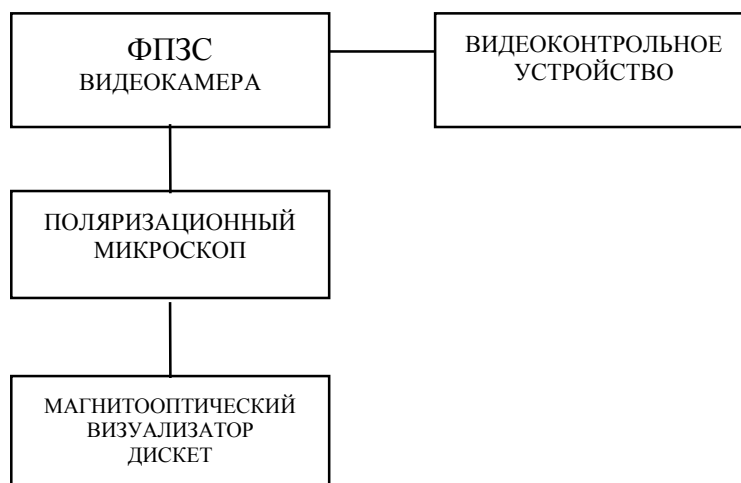 ФПЗС
ВИДЕОКАМЕРА
ВИДЕОКОНТРОЛЬНОЕ
УСТРОЙСТВО
ПОЛЯРИЗАЦИОННЫЙ
МИКРОСКОП
МАГНИТООПТИЧЕСКИЙ
ВИЗУАЛИЗАТОР
ДИСКЕТ